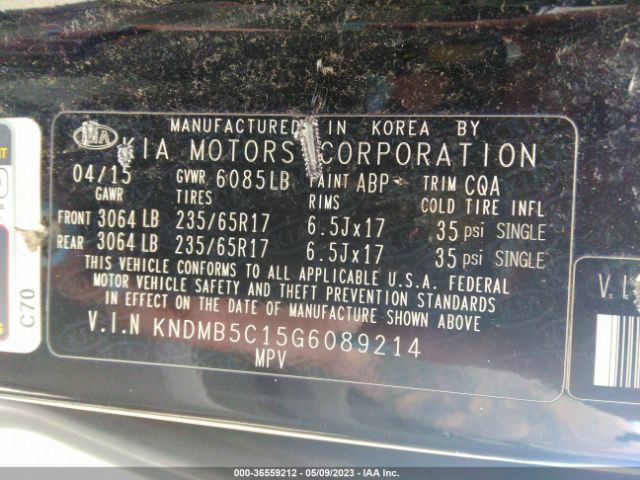 MANUFACTURED IN KOREA BY
KIA KIA MOTORS CORPORATION
04/15 GVWR 6085LB PAINT ABP TRIM CQA
GAWR TIRES RIMS COLD TIRE INFL
FRONT 3064 LB 235/65R17 6.5Jx17 35 psi SINGLE
REAR 3064 LB 235/65R17 6.5Jx17 35 psi SINGLE
THIS VEHICLE CONFORMS TO ALL APPLICABLE U.S.A. FEDERAL
MOTOR VEHICLE SAFETY AND THEFT PREVENTION STANDARDS
IN EFFECT ON THE DATE OF MANUFACTURE SHOWN ABOVE
V.I.N KNDMB5C15G6089214
MPV
C70
V.I.
000-36559212 - 05/09/2023 - IAA Inc.